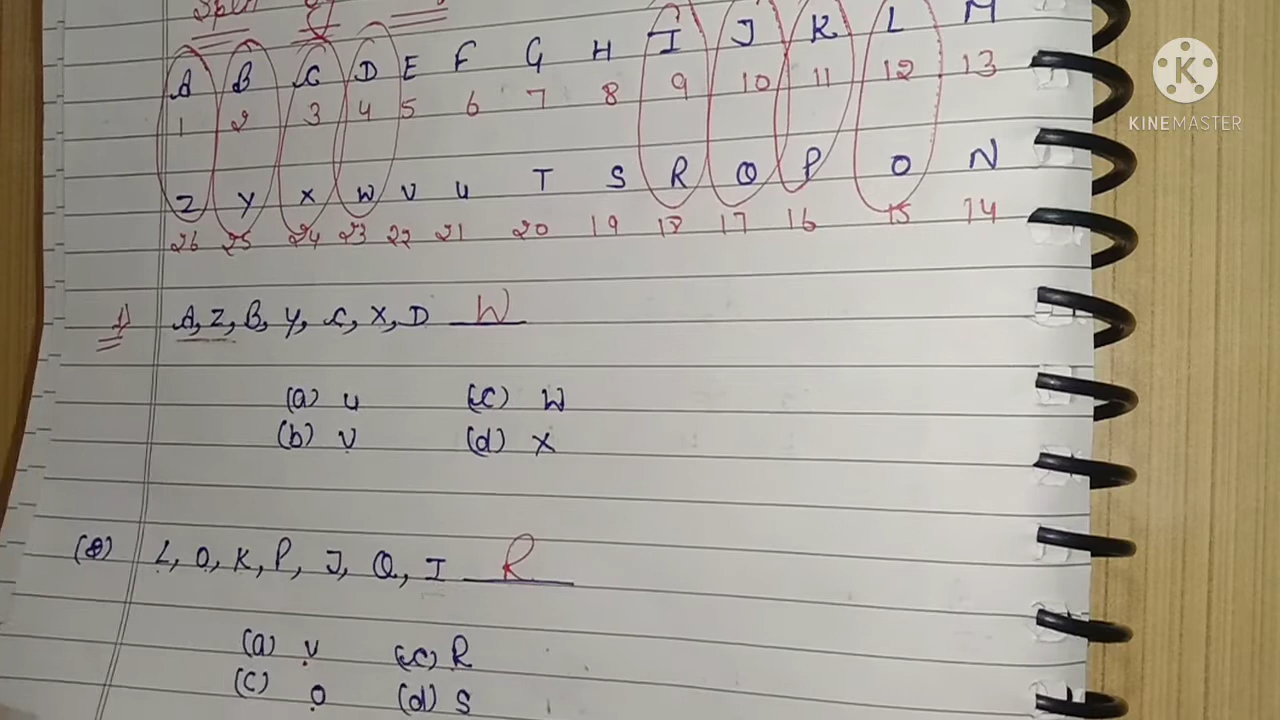 A B C D E F G H I J K L M
1 2 3 4 5 6 7 8 9 10 11 12 13
Z Y X W V U T S R Q P O N
26 25 24 23 22 21 20 19 18 17 16 15 14
K
KINEMASTER
1) A, Z, B, Y, C, X, D W
(a) U (c) W
(b) V (d) X
L, O, K, P, J, Q, I R
(a) V (c) R
(c) O (d) S